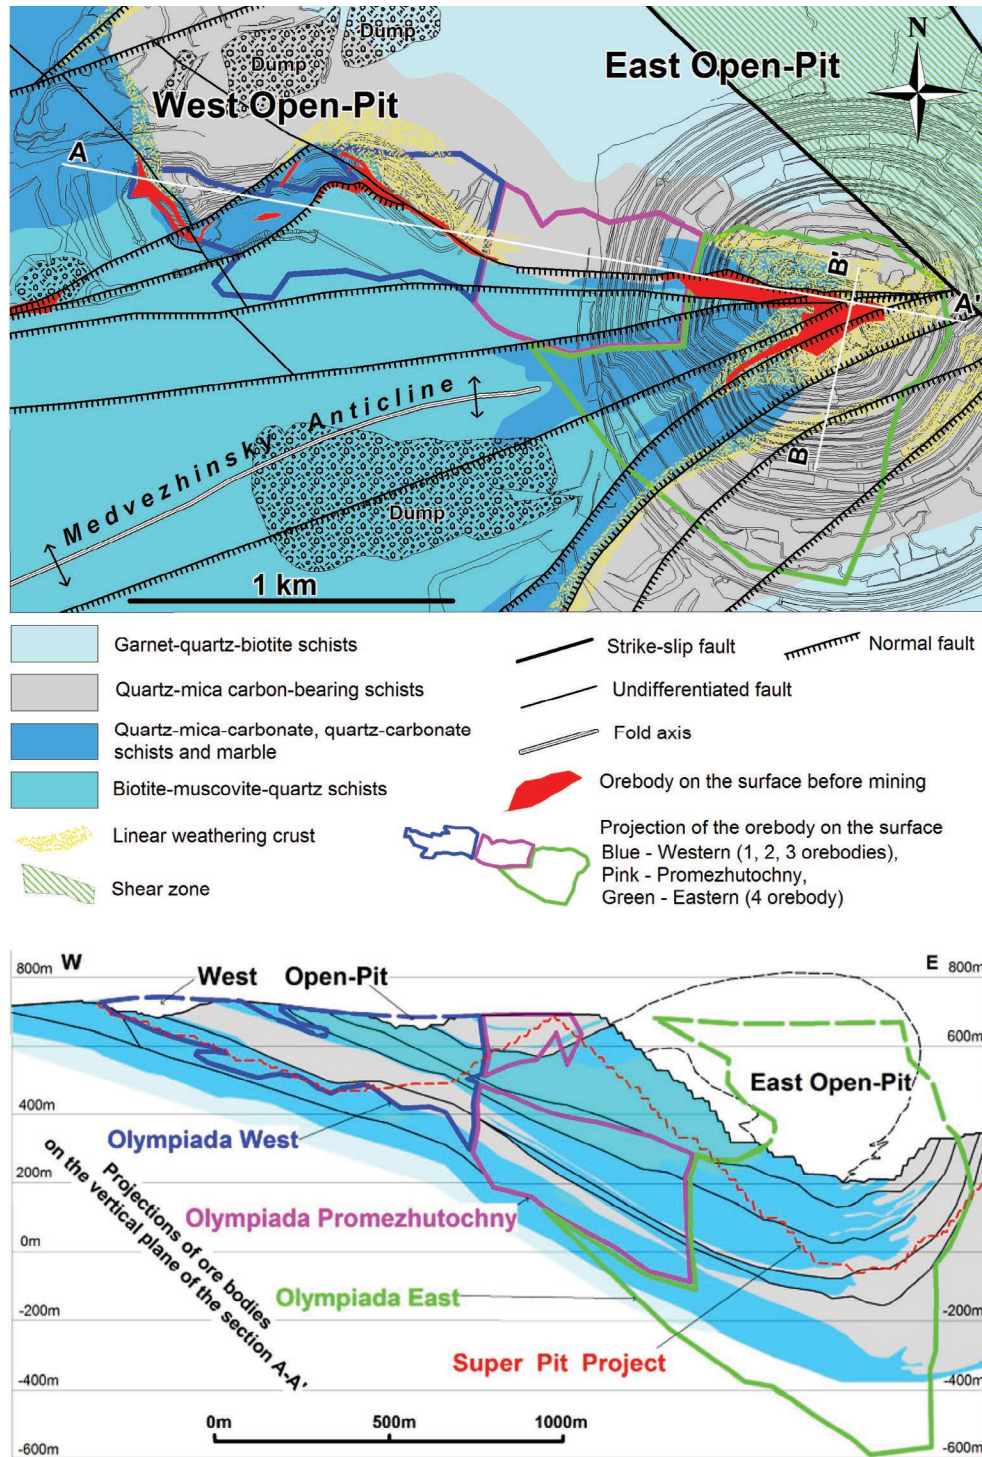 Dump
Dump
East Open-Pit
N
West Open-Pit
A
B'
A'
B
Medvezhinsky Anticline
Dump
1 km
Garnet-quartz-biotite schists
Quartz-mica carbon-bearing schists
Quartz-mica-carbonate, quartz-carbonate
schists and marble
Biotite-muscovite-quartz schists
Linear weathering crust
Shear zone
Strike-slip fault
Normal fault
Undifferentiated fault
Fold axis
Orebody on the surface before mining
Projection of the orebody on the surface
Blue - Western (1, 2, 3 orebodies),
Pink - Promezhutochny,
Green - Eastern (4 orebody)
800m
W
West Open-Pit
E
800m
600m
600m
East Open-Pit
400m
Olympiada West
200m
Projections of ore bodies
on the vertical plane of the section A-A'
Olympiada Promezhutochny
0m
Olympiada East
-200m
-200m
Super Pit Project
-400m
-400m
0m
500m
1000m
-600m
-600m